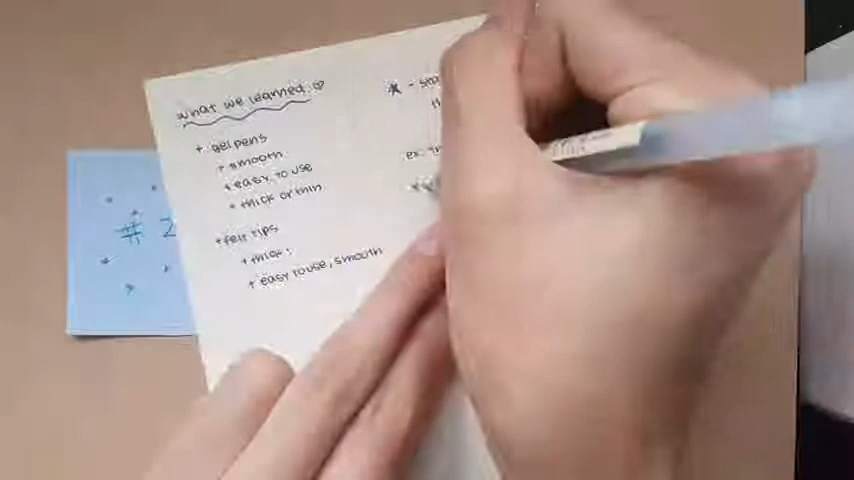 what we learned ♡
+ gel pens
+ smooth
+ easy to use
+ thick or thin
+ felt tips
+ thick
+ easy to use, smooth
ex.
# 2